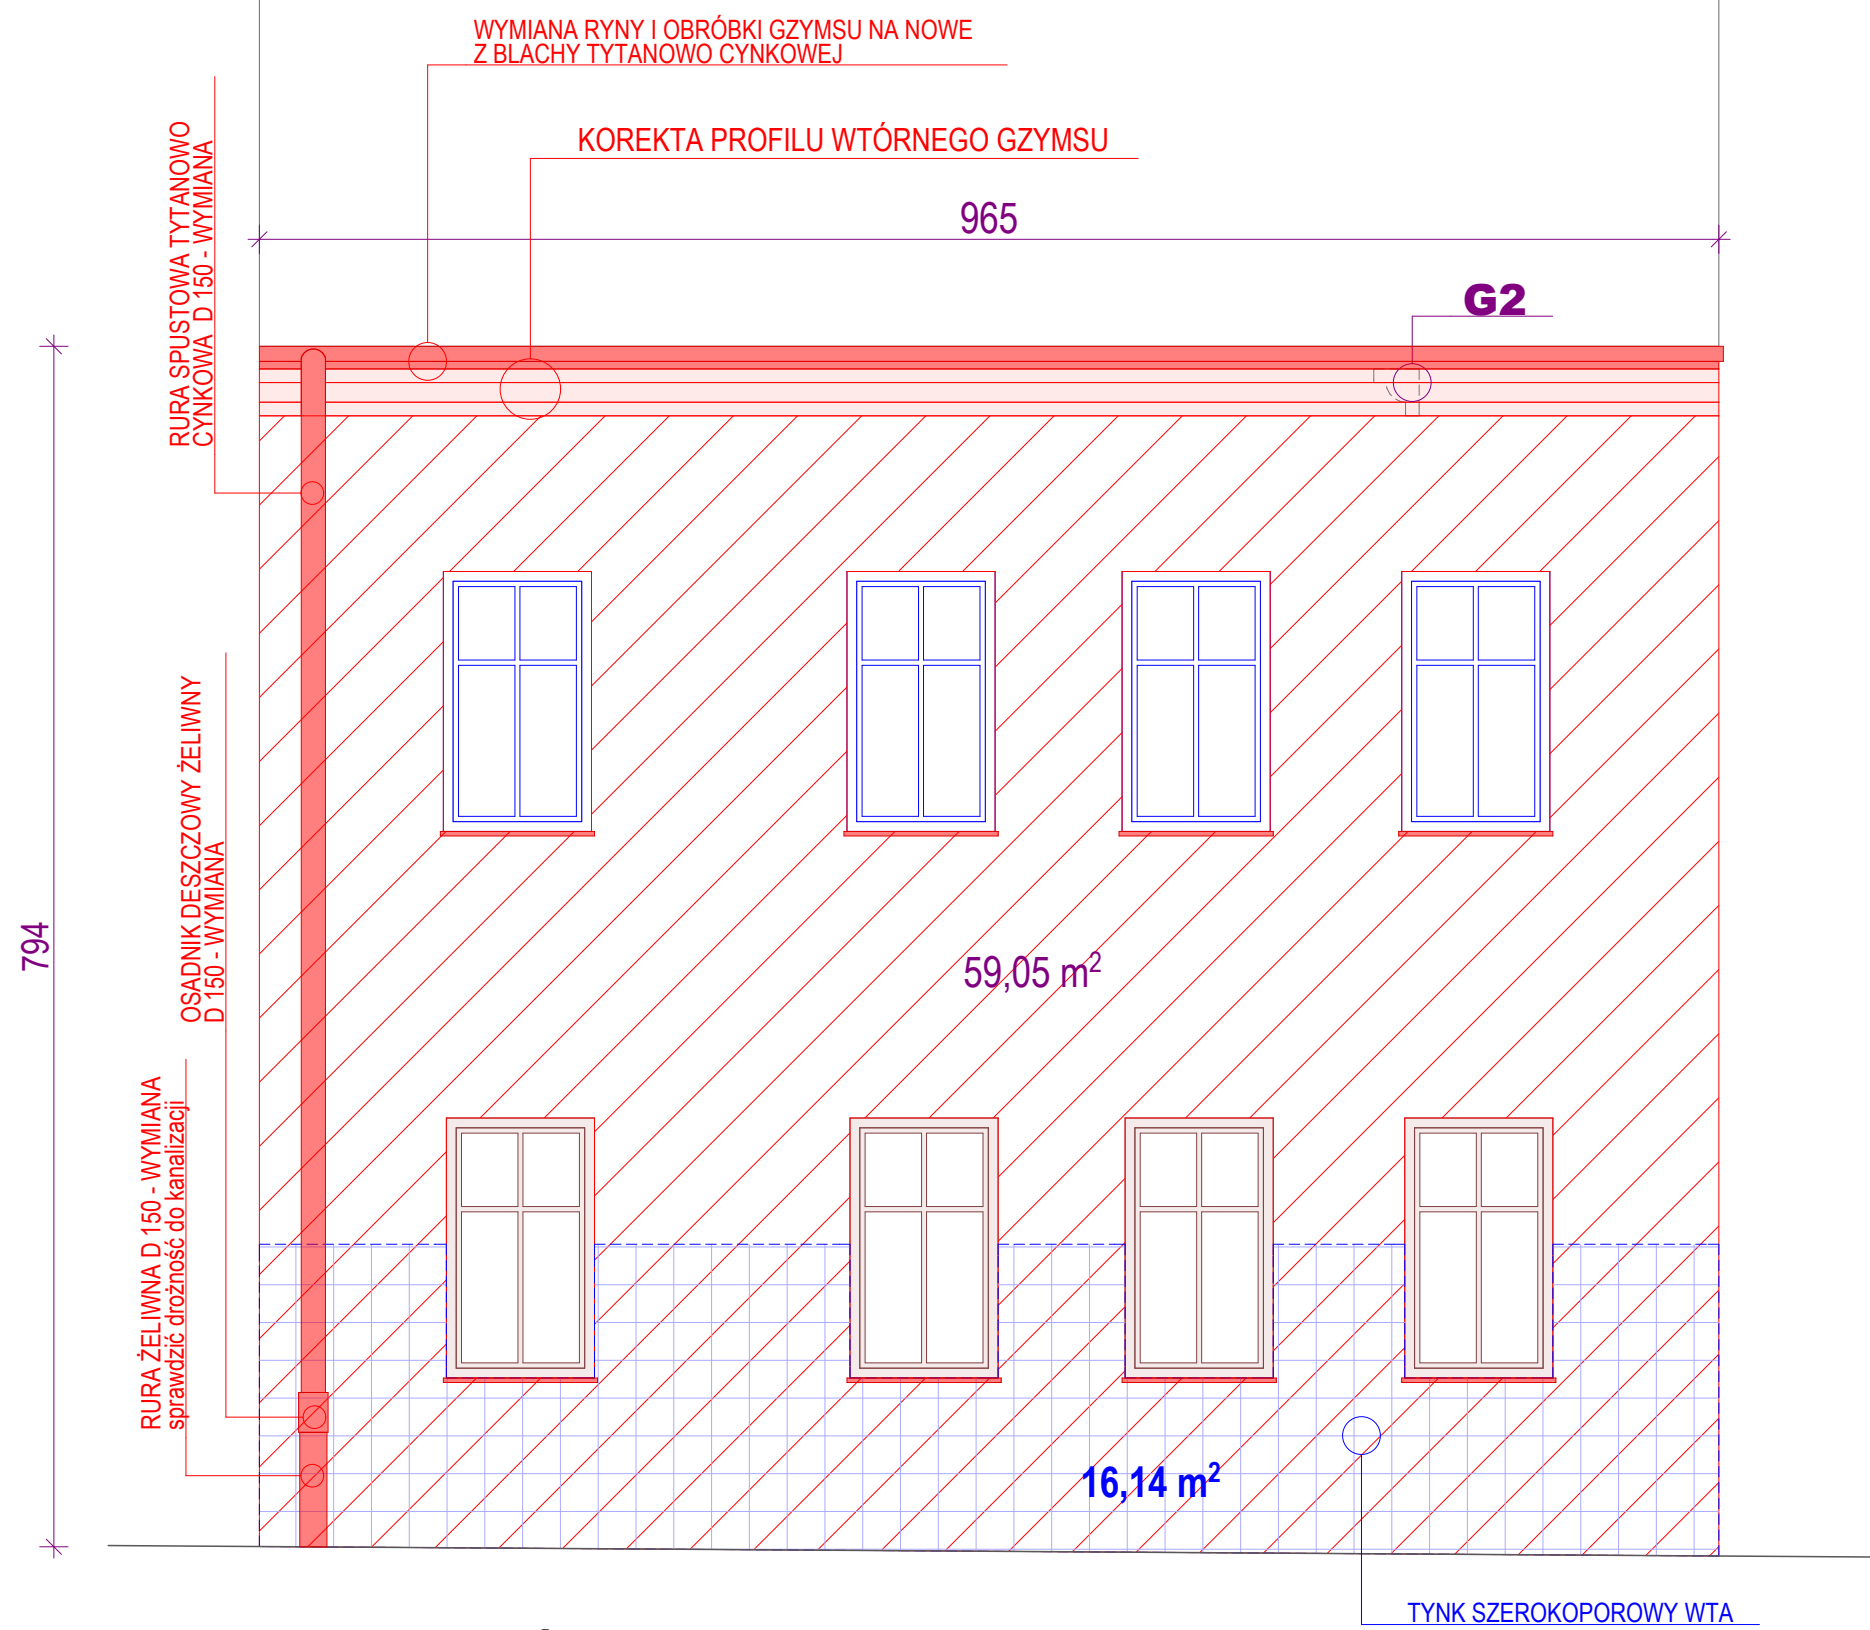 WYMIANA RYNY I OBRÓBKI GZYMSU NA NOWE
Z BLACHY TYTANOWO CYNKOWEJ
KOREKTA PROFILU WTÓRNEGO GZYMSU
965
G2
RURA SPUSTOWA TYTANOWO
CYNKOWA D 150 - WYMIANA
OSADNIK DESZCZOWY ŻELIWNY
D 150 - WYMIANA
794
59,05 m²
RURA ŻELIWNA D 150 - WYMIANA
sprawdzić drożność do kanalizacji
16,14 m²
TYNK SZEROKOPOROWY WTA